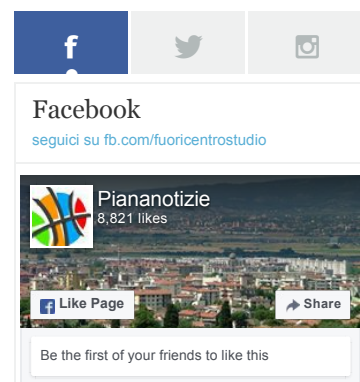 f
Facebook
seguici su fb.com/fuoricentrostudio
Piananotizie
8,821 likes
f Like Page
Share
Be the first of your friends to like this